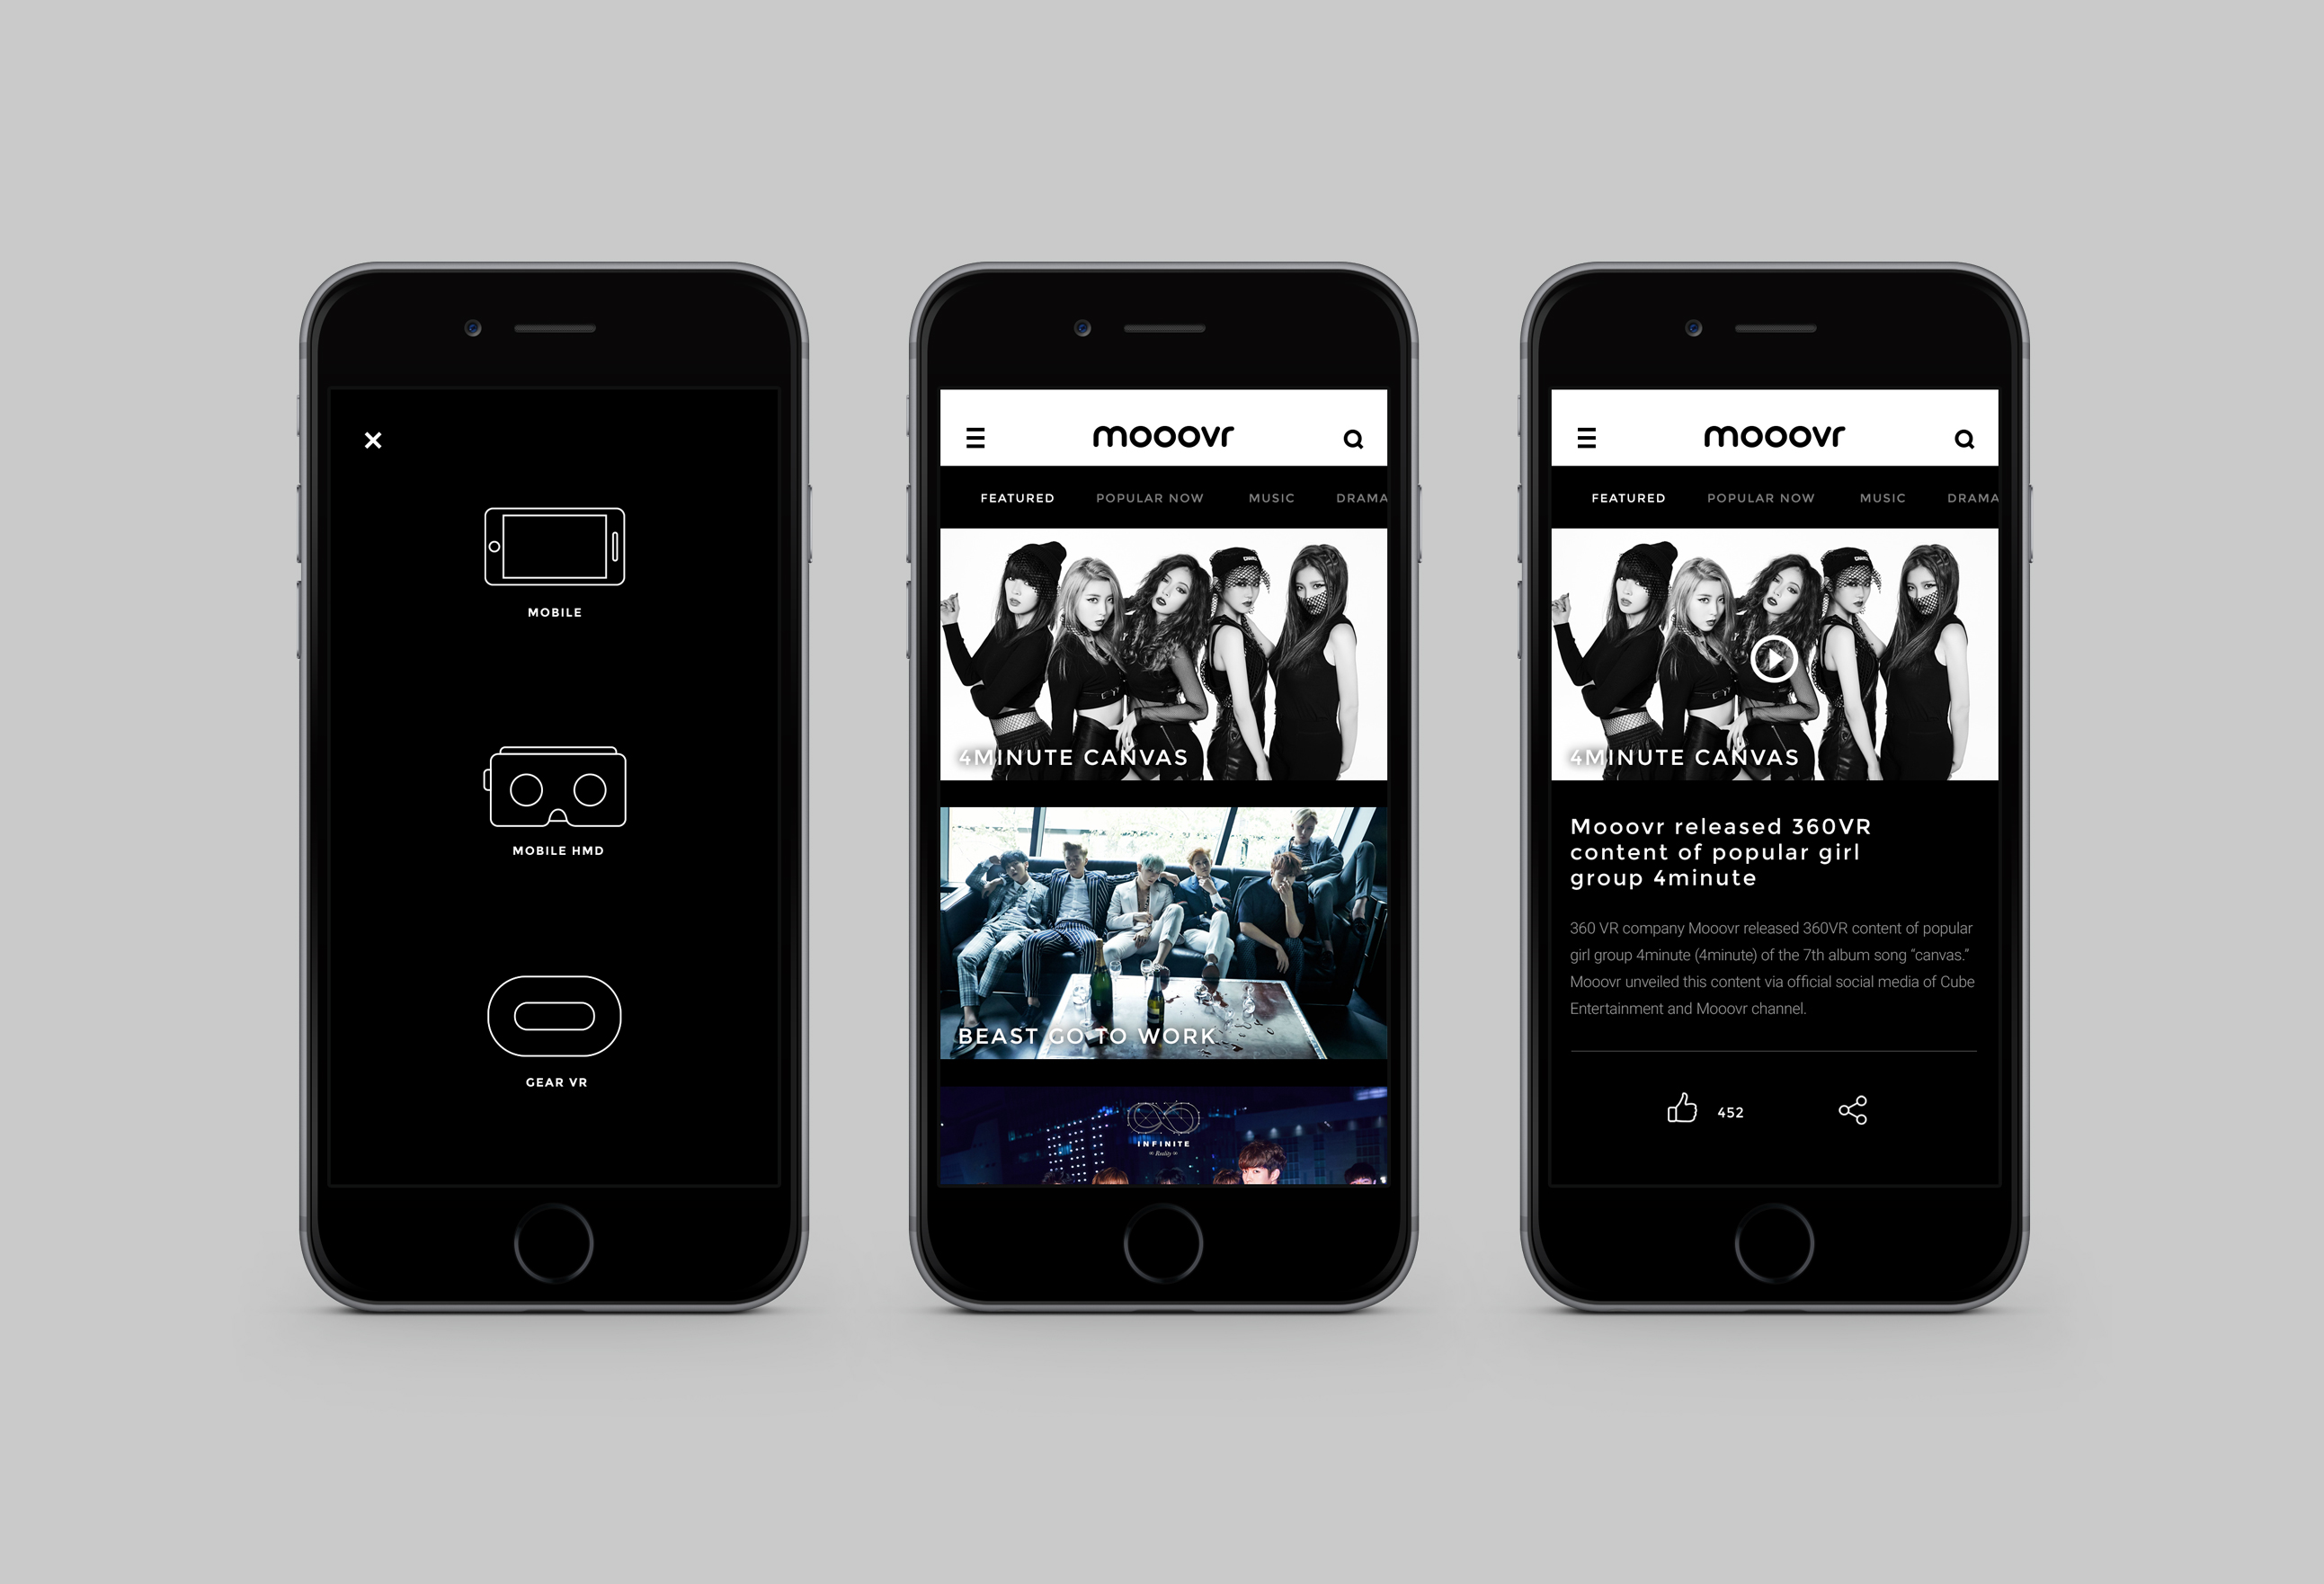 MOBILE
MOBILE HMD
GEAR VR
mooovr
FEATURED POPULAR NOW MUSIC DRAMA
4MINUTE CANVAS
BEAST GO TO WORK
INFINITE
Reality
mooovr
FEATURED POPULAR NOW MUSIC DRAMA
4MINUTE CANVAS
Mooovr released 360VR
content of popular girl
group 4minute
360 VR company Mooovr released 360VR content of popular
girl group 4minute (4minute) of the 7th album song “canvas.”
Mooovr unveiled this content via official social media of Cube
Entertainment and Mooovr channel.
452